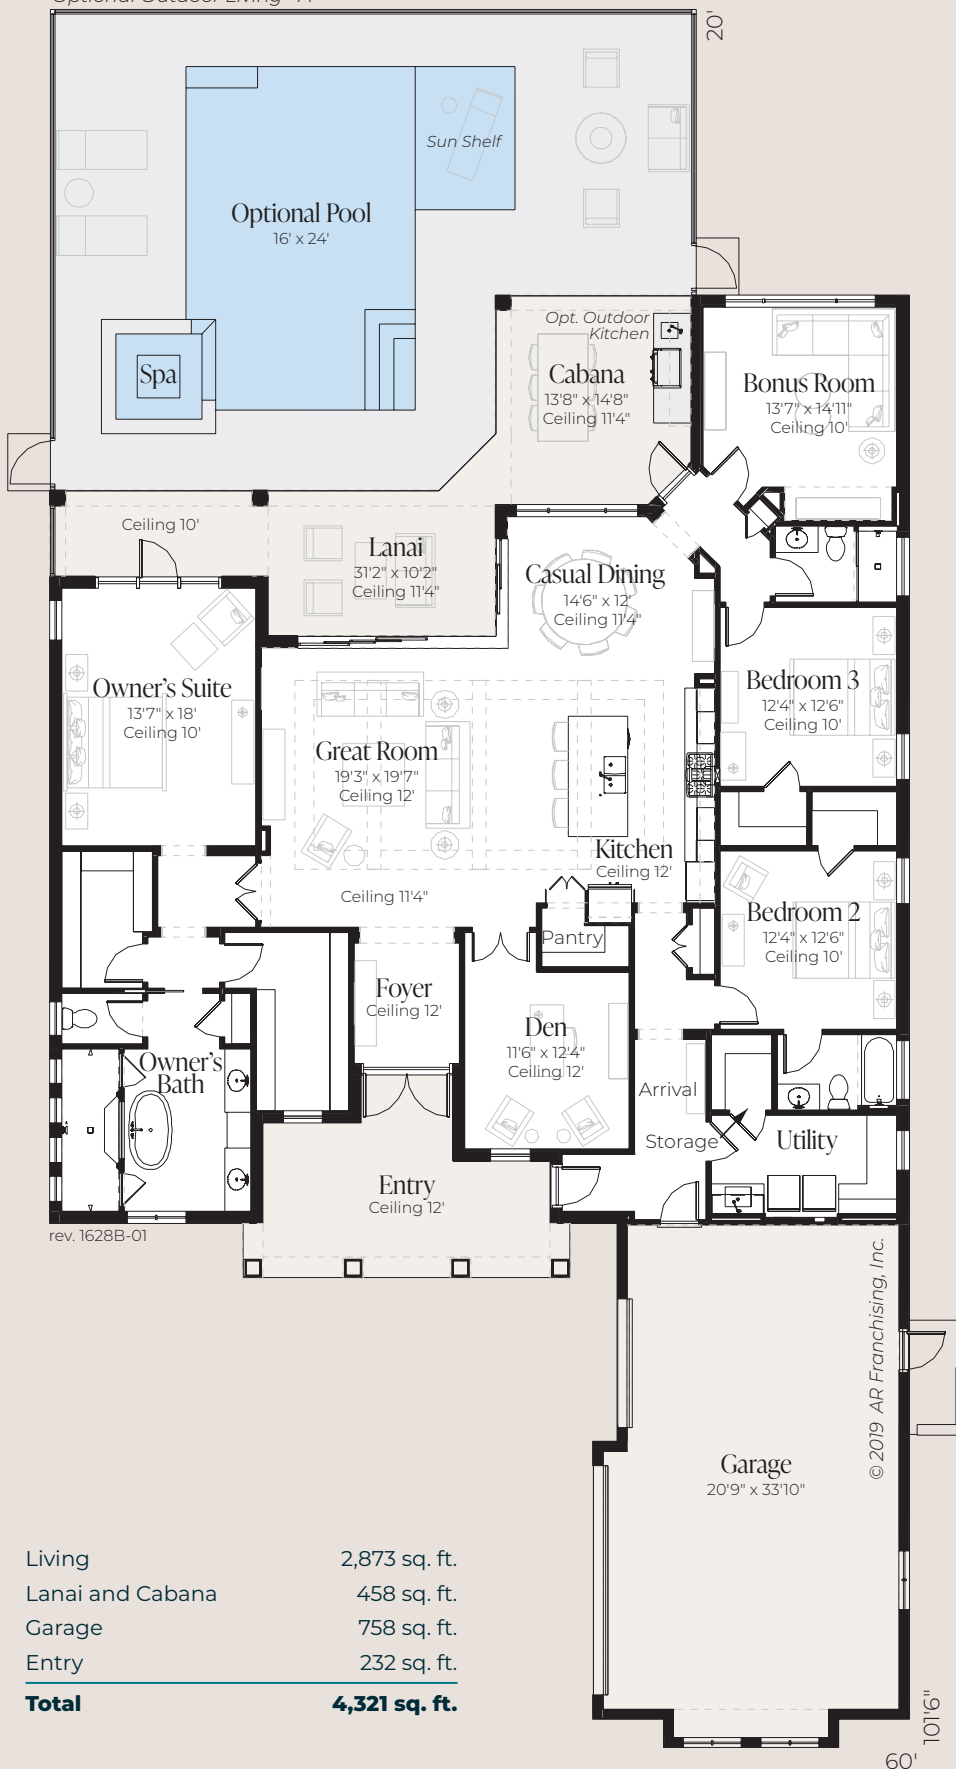 Optional Outdoor Living - A
20'
Sun Shelf
Optional Pool
16' x 24'
Spa
Opt. Outdoor
Kitchen
Cabana
13'8" x 14'8"
Ceiling 11'4"
Bonus Room
13'7" x 14'11"
Ceiling 10'
Ceiling 10'
Lanai
31'2" x 10'2"
Ceiling 11'4"
Casual Dining
14'6" x 12'
Ceiling 11'4"
Owner's Suite
13'7" x 18'
Ceiling 10'
Bedroom 3
12'4" x 12'6"
Ceiling 10'
Great Room
19'3" x 19'7"
Ceiling 12'
Kitchen
Ceiling 12'
Ceiling 11'4"
Bedroom 2
12'4" x 12'6"
Ceiling 10'
Pantry
Foyer
Ceiling 12'
Den
11'6" x 12'4"
Ceiling 12'
Owner's
Bath
Arrival
Storage
Utility
Entry
Ceiling 12'
rev. 1628B-01
© 2019 AR Franchising, Inc.
Garage
20'9" x 33'10"
Living 2,873 sq. ft.
Lanai and Cabana 458 sq. ft.
Garage 758 sq. ft.
Entry 232 sq. ft.
Total 4,321 sq. ft.
101'6"
60'